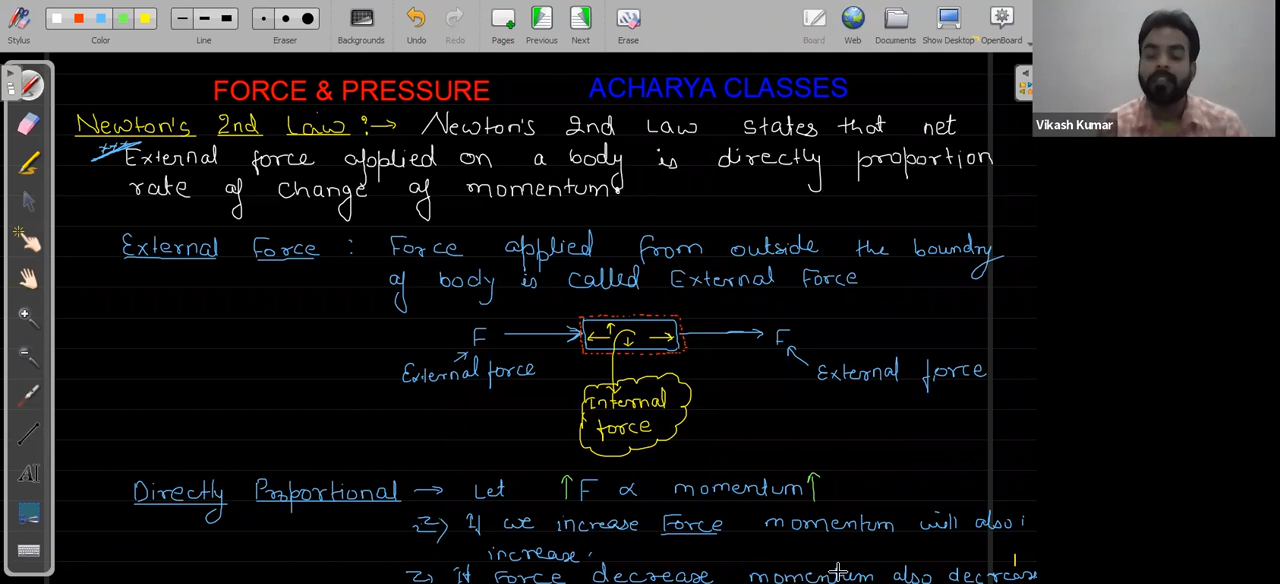 Stylus Color Line Eraser Backgrounds Undo Redo Pages Previous Next Erase Board Web Documents Show Desktop OpenBoard
FORCE & PRESSURE ACHARYA CLASSES
Vikash Kumar
Newton's 2nd Law :→ Newton's 2nd Law states that net
External force applied on a body is directly proportion
rate of change of momentum.
External Force : Force applied from outside the boundry
of body is called External Force
F F
External force External force
Internal
force
Directly Proportional → Let ↑F ∝ momentum↑
If we increase Force momentum will also i
increase.
If Force decrease momentum also decrease